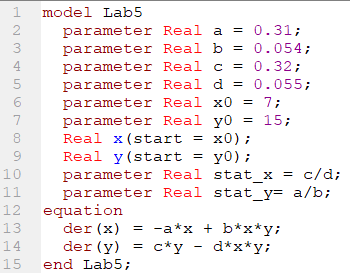 1 model Lab5
2   parameter Real a = 0.31;
3   parameter Real b = 0.054;
4   parameter Real c = 0.32;
5   parameter Real d = 0.055;
6   parameter Real x0 = 7;
7   parameter Real y0 = 15;
8   Real x(start = x0);
9   Real y(start = y0);
10   parameter Real stat_x = c/d;
11   parameter Real stat_y= a/b;
12 equation
13   der(x) = -a*x + b*x*y;
14   der(y) = c*y - d*x*y;
15 end Lab5;